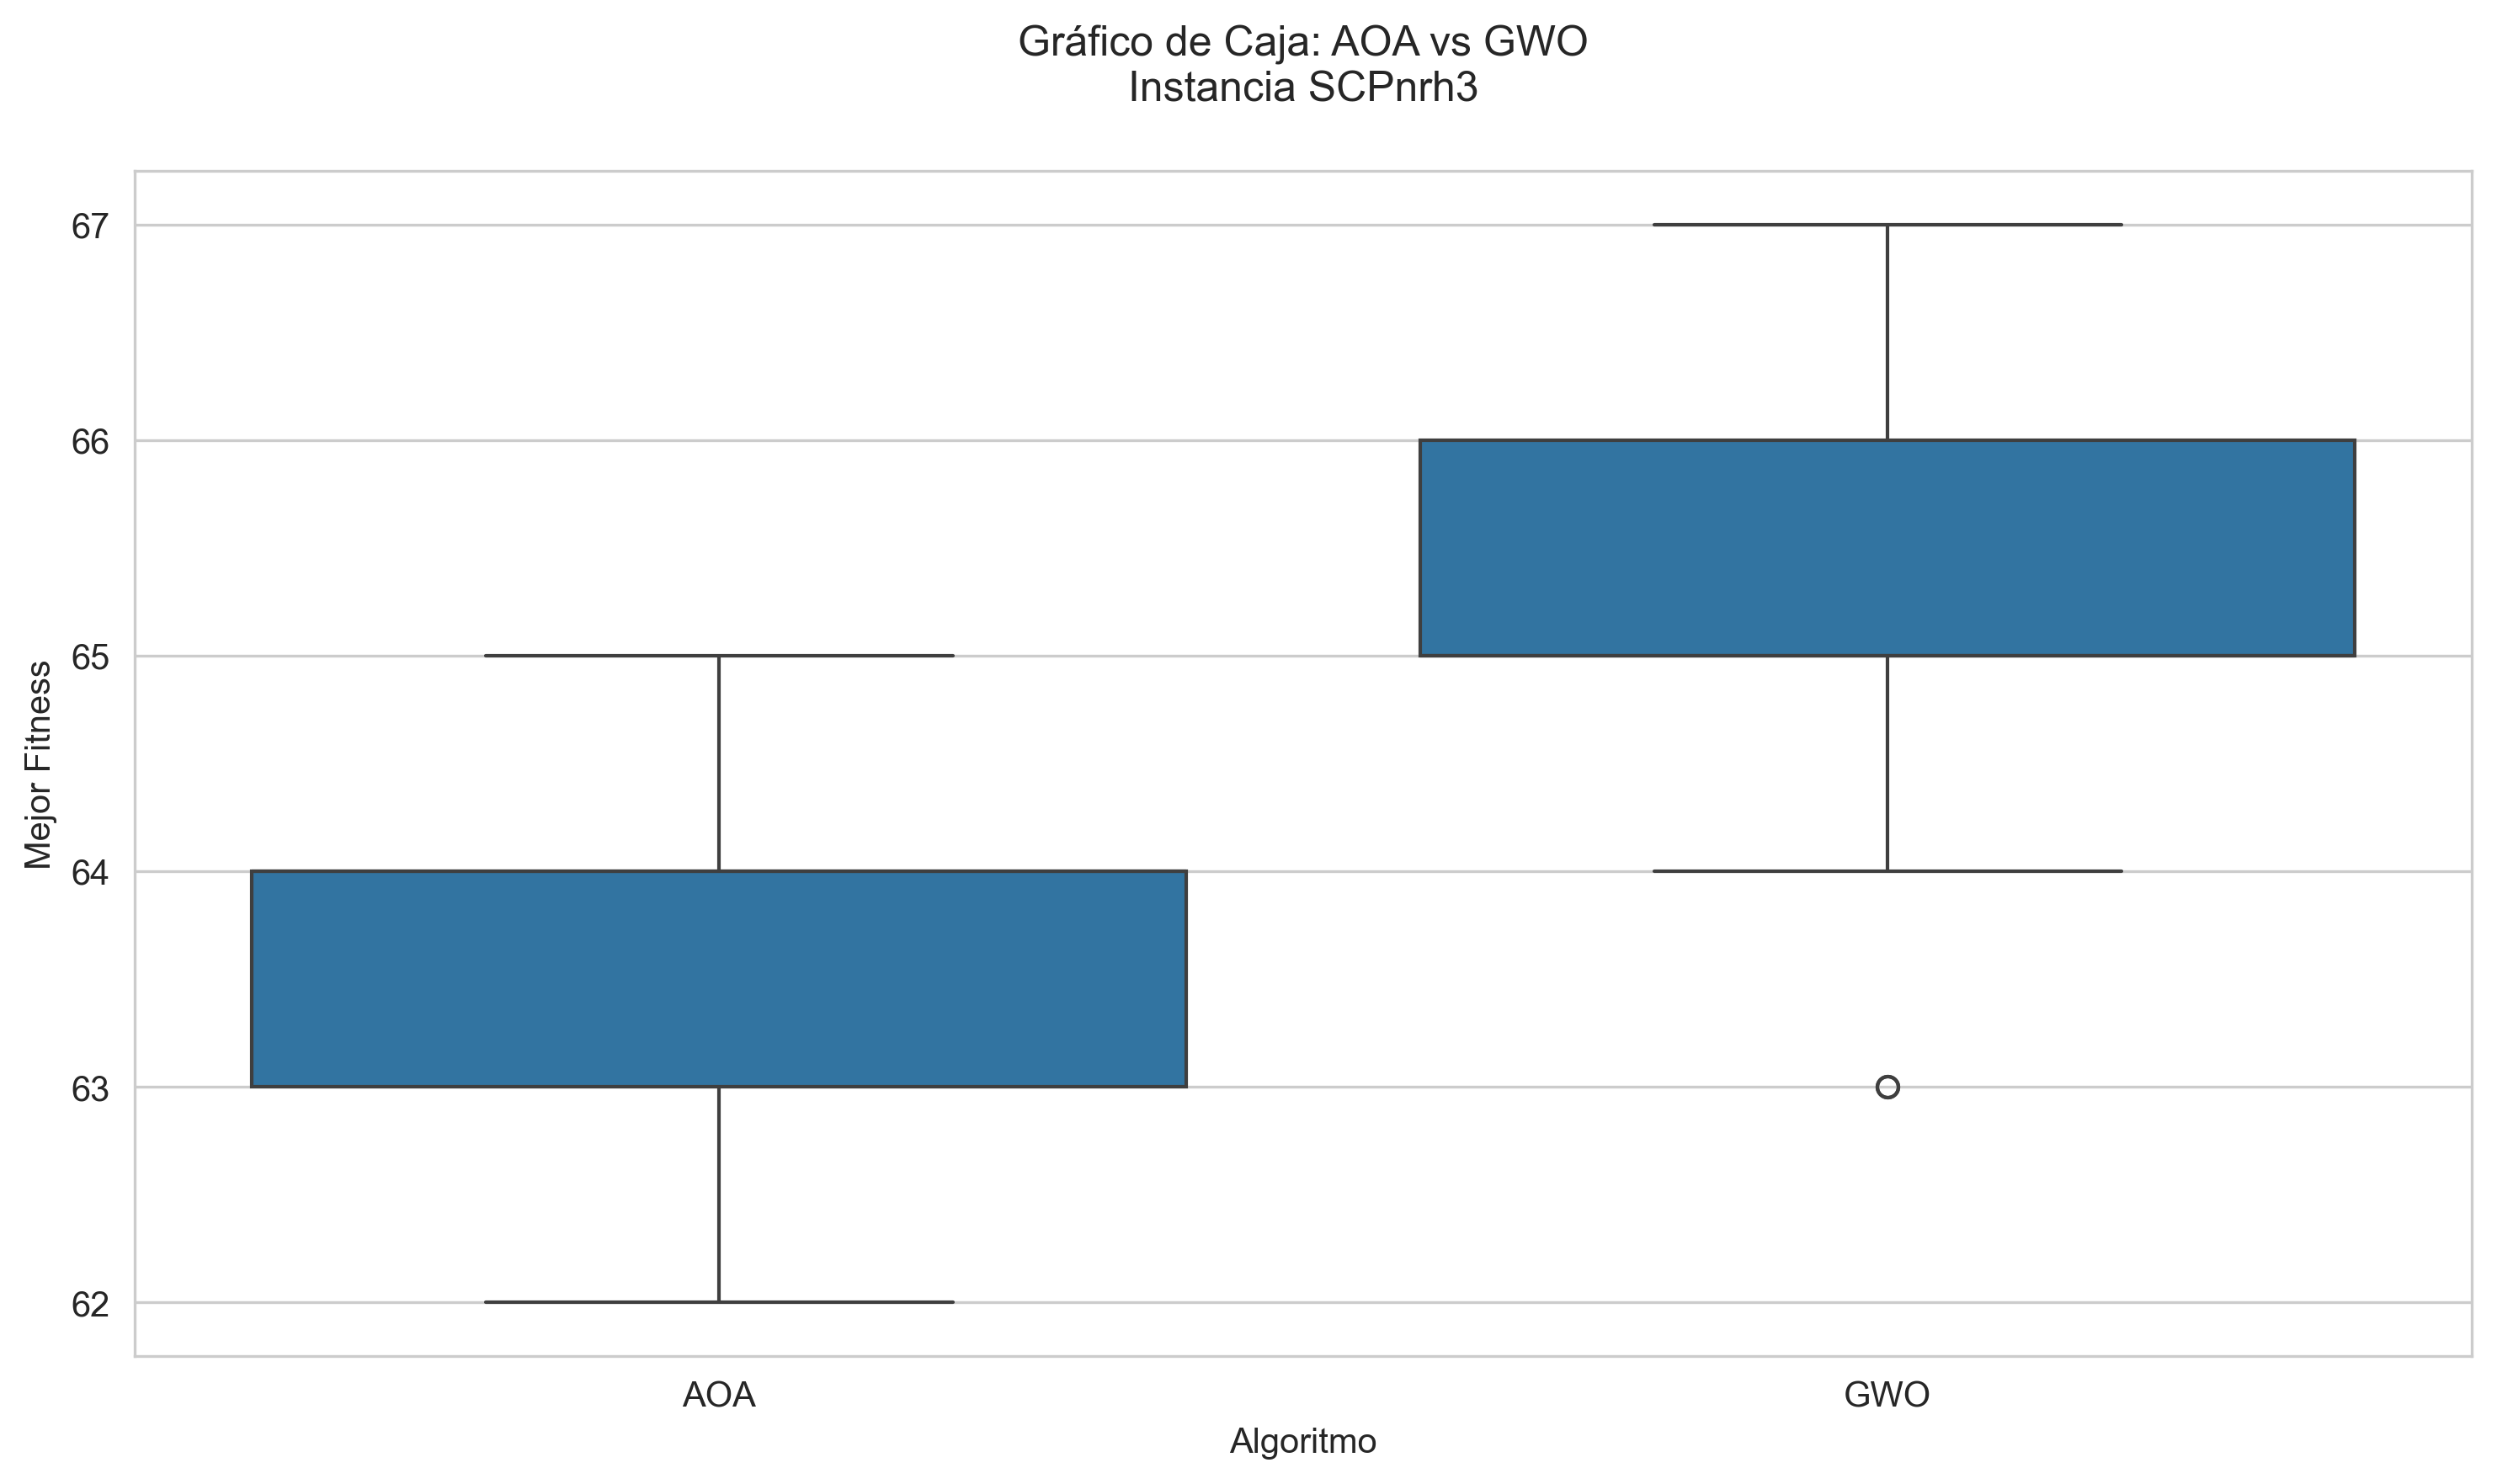 Gráfico de Caja: AOA vs GWO
Instancia SCPnrh3
67
66
65
64
63
62
Mejor Fitness
AOA
GWO
Algoritmo